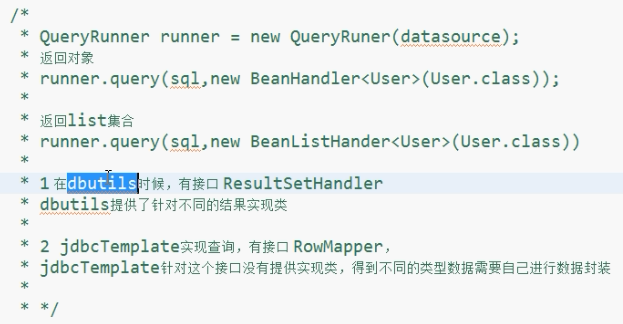 /*
* QueryRunner runner = new QueryRuner(datasource);
* 返回对象
* runner.query(sql,new BeanHandler<User>(User.class));
*
* 返回list集合
* runner.query(sql,new BeanListHander<User>(User.class))
*
* 1 在dbutils时候，有接口 ResultSetHandler
* dbutils提供了针对不同的结果实现类
*
* 2 jdbcTemplate实现查询，有接口 RowMapper，
* jdbcTemplate针对这个接口没有提供实现类，得到不同的类型数据需要自己进行数据封装
*
* */